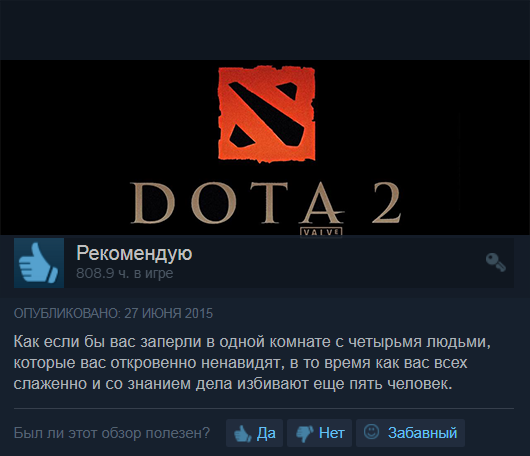 DOTA 2
VALVE
Рекомендую
808.9 ч. в игре
ОПУБЛИКОВАНО: 27 ИЮНЯ 2015
Как если бы вас заперли в одной комнате с четырьмя людьми,
которые вас откровенно ненавидят, в то время как вас всех
слаженно и со знанием дела избивают еще пять человек.
Был ли этот обзор полезен? Да Нет Забавный